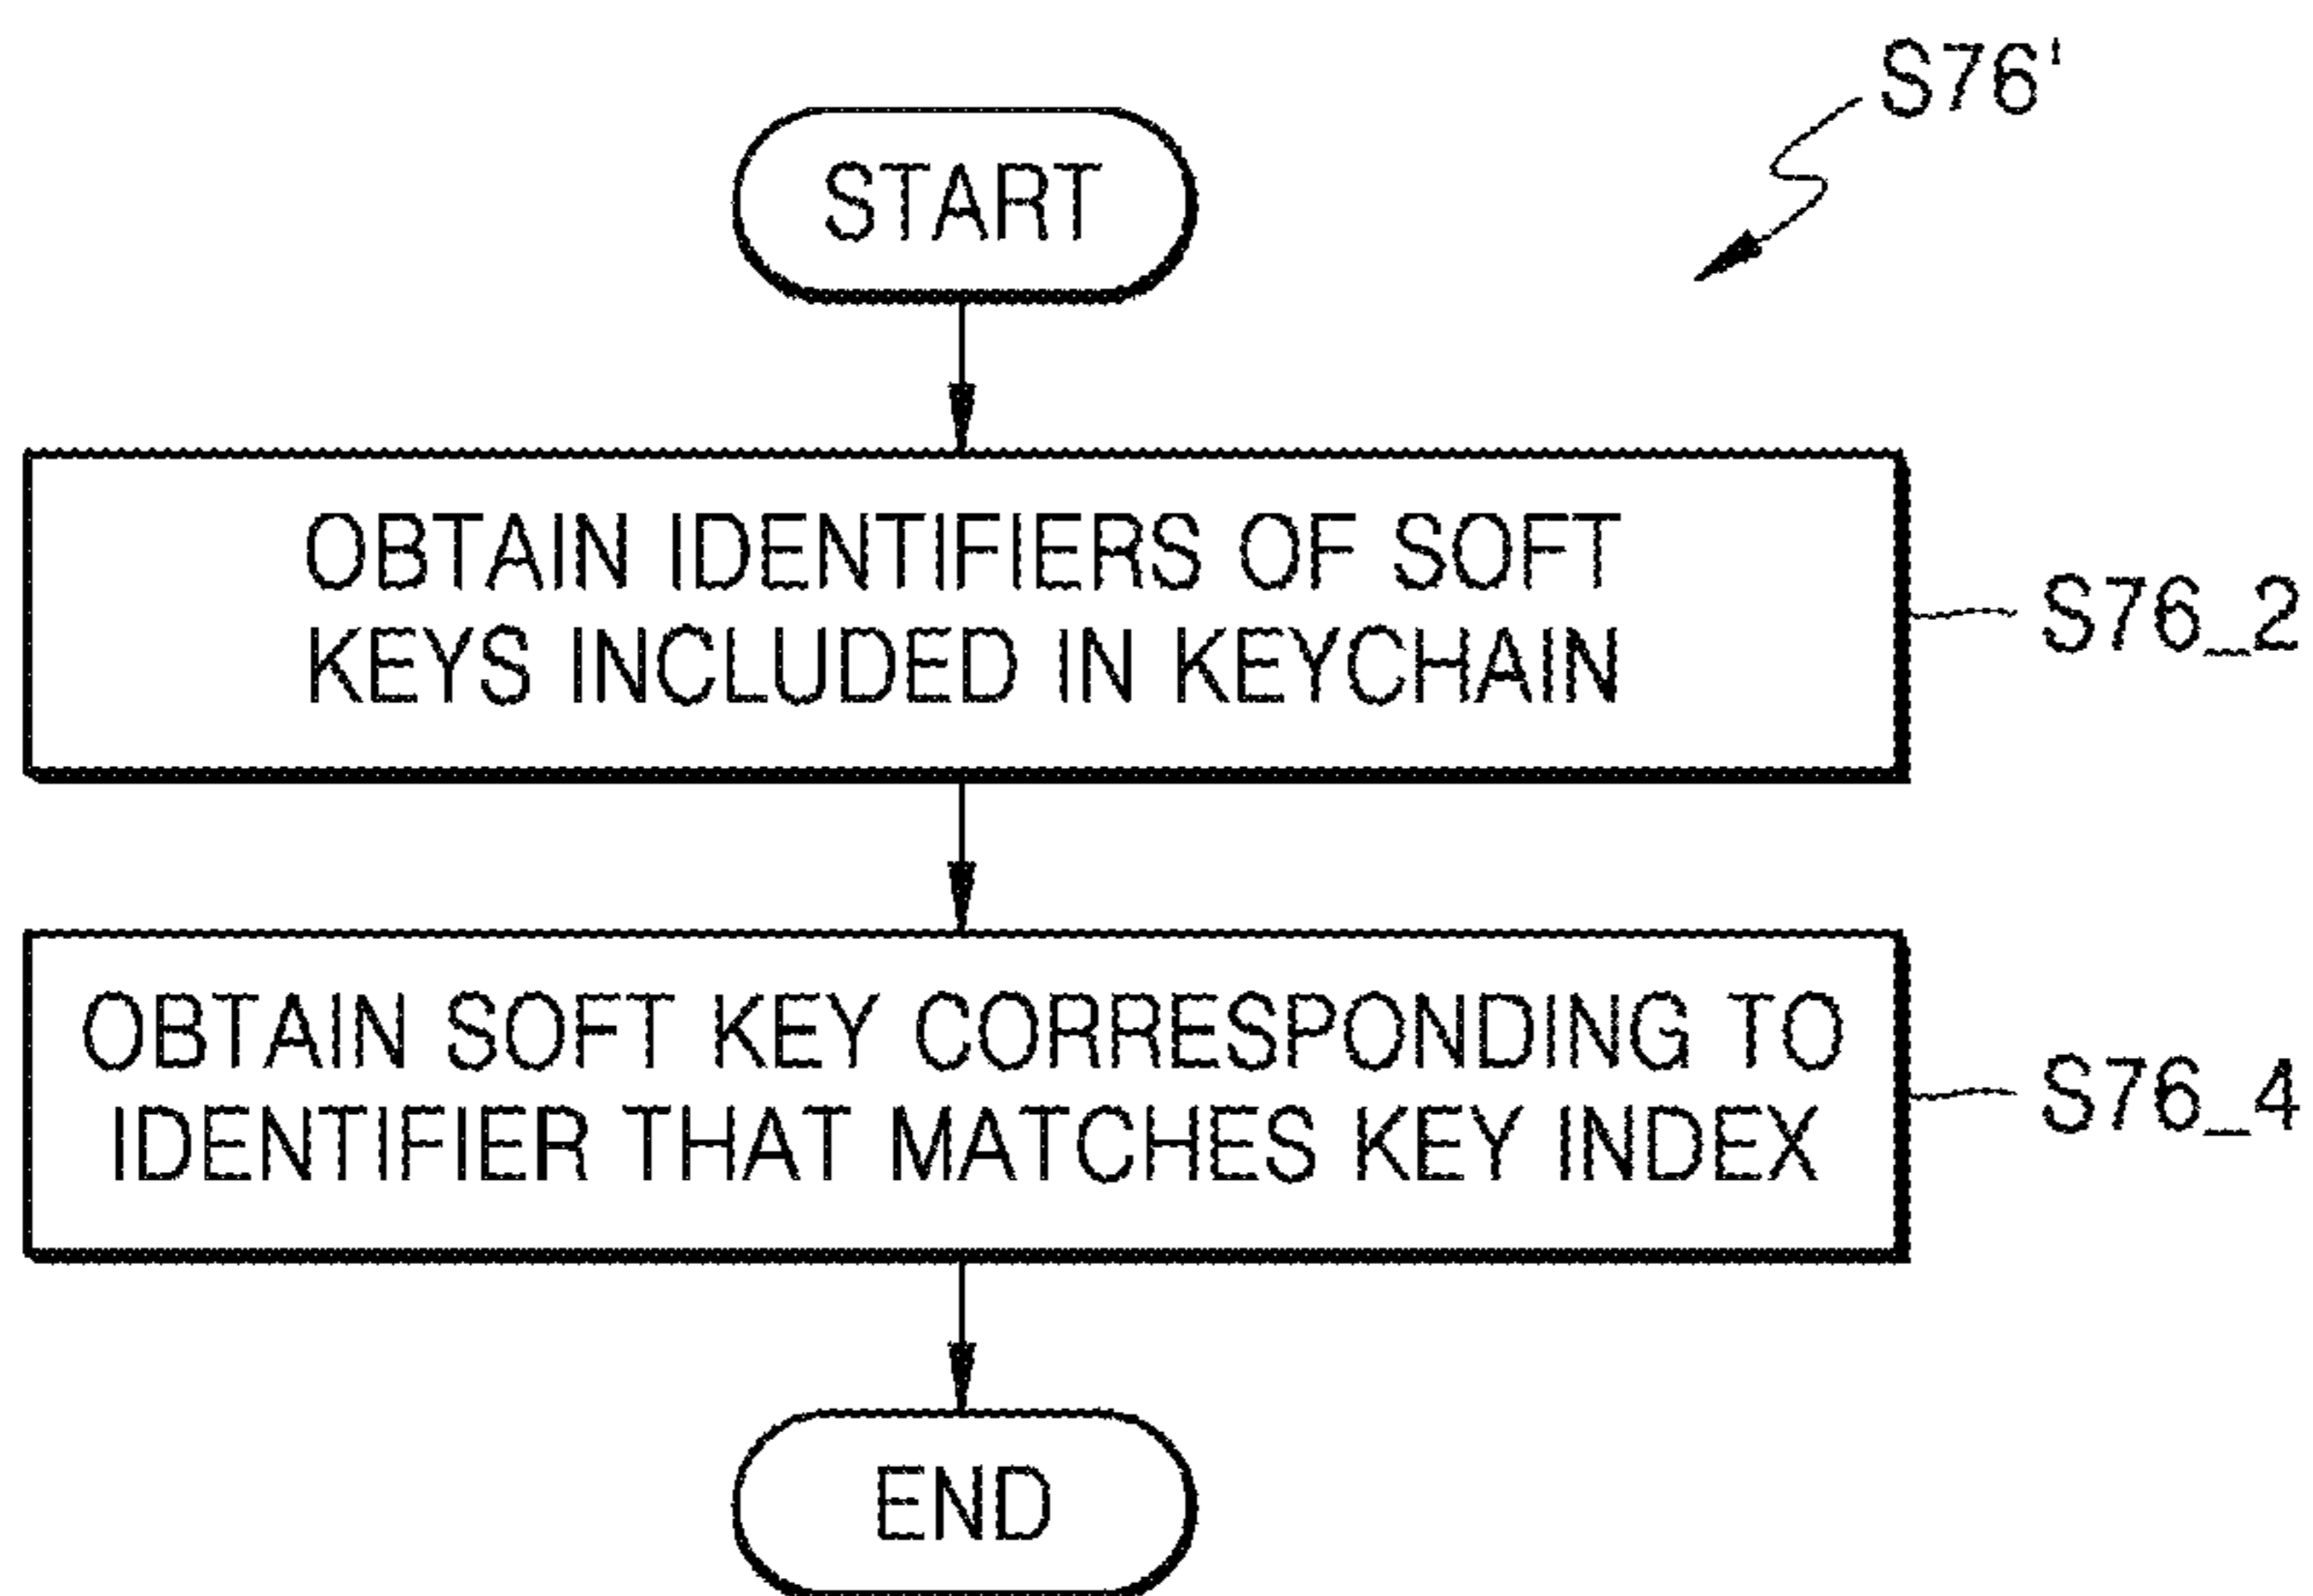 S76'
START
OBTAIN IDENTIFIERS OF SOFT
KEYS INCLUDED IN KEYCHAIN
S76_2
OBTAIN SOFT KEY CORRESPONDING TO
IDENTIFIER THAT MATCHES KEY INDEX
S76_4
END